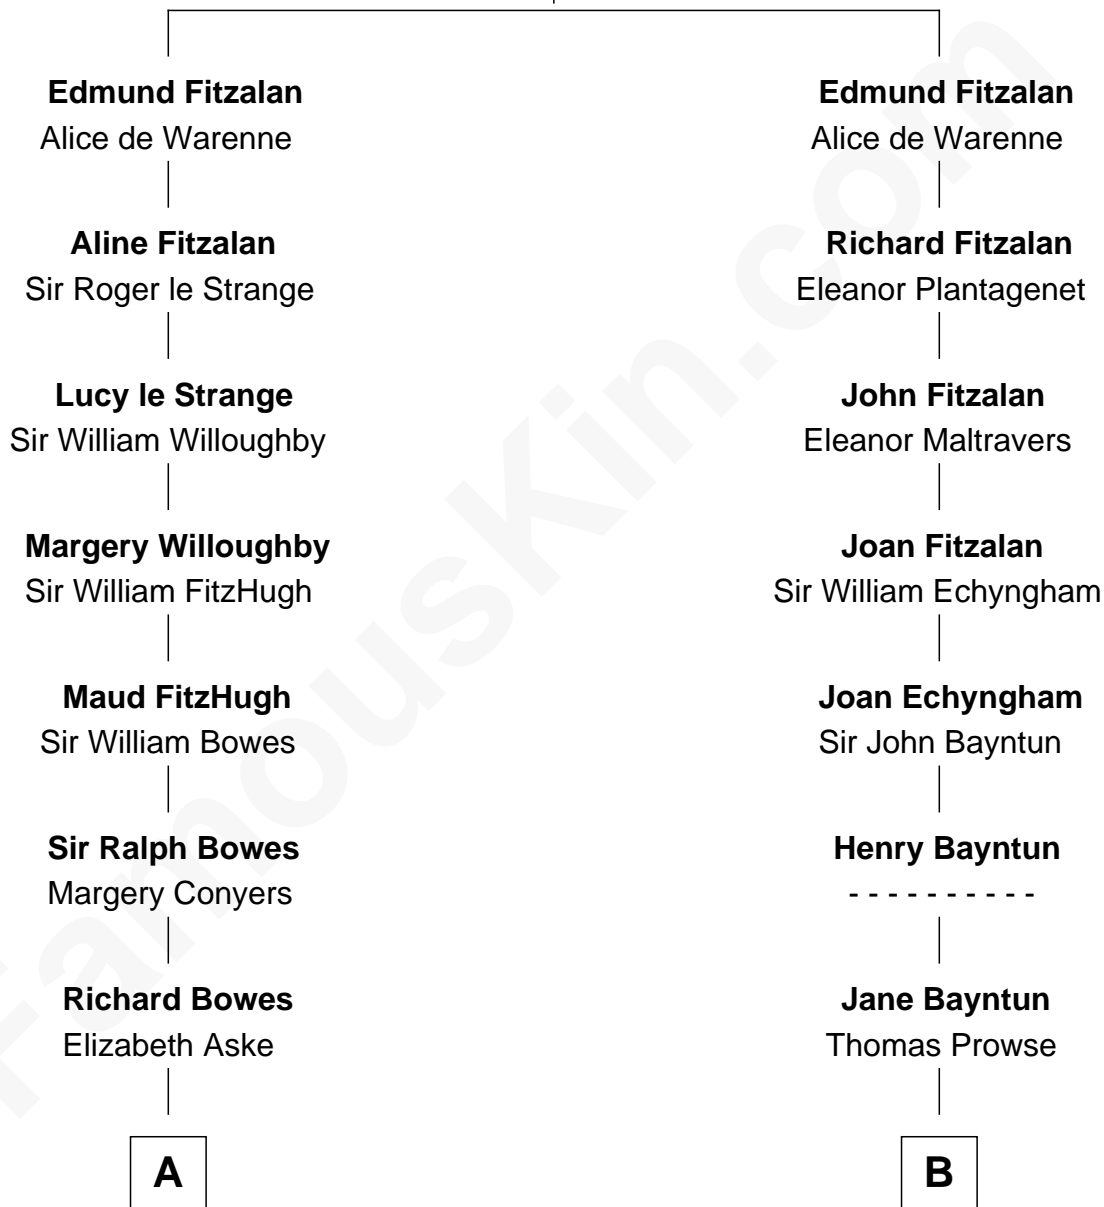 Edmund Fitzalan
Alice de Warenne
Aline Fitzalan
Sir Roger le Strange
Lucy le Strange
Sir William Willoughby
Margery Willoughby
Sir William FitzHugh
Maud FitzHugh
Sir William Bowes
Sir Ralph Bowes
Margery Conyers
Richard Bowes
Elizabeth Aske
A
Edmund Fitzalan
Alice de Warenne
Richard Fitzalan
Eleanor Plantagenet
John Fitzalan
Eleanor Maltravers
Joan Fitzalan
Sir William Echyngham
Joan Echyngham
Sir John Bayntun
Henry Bayntun
- - - - - - - - - -
Jane Bayntun
Thomas Prowse
B
FamousKin.com